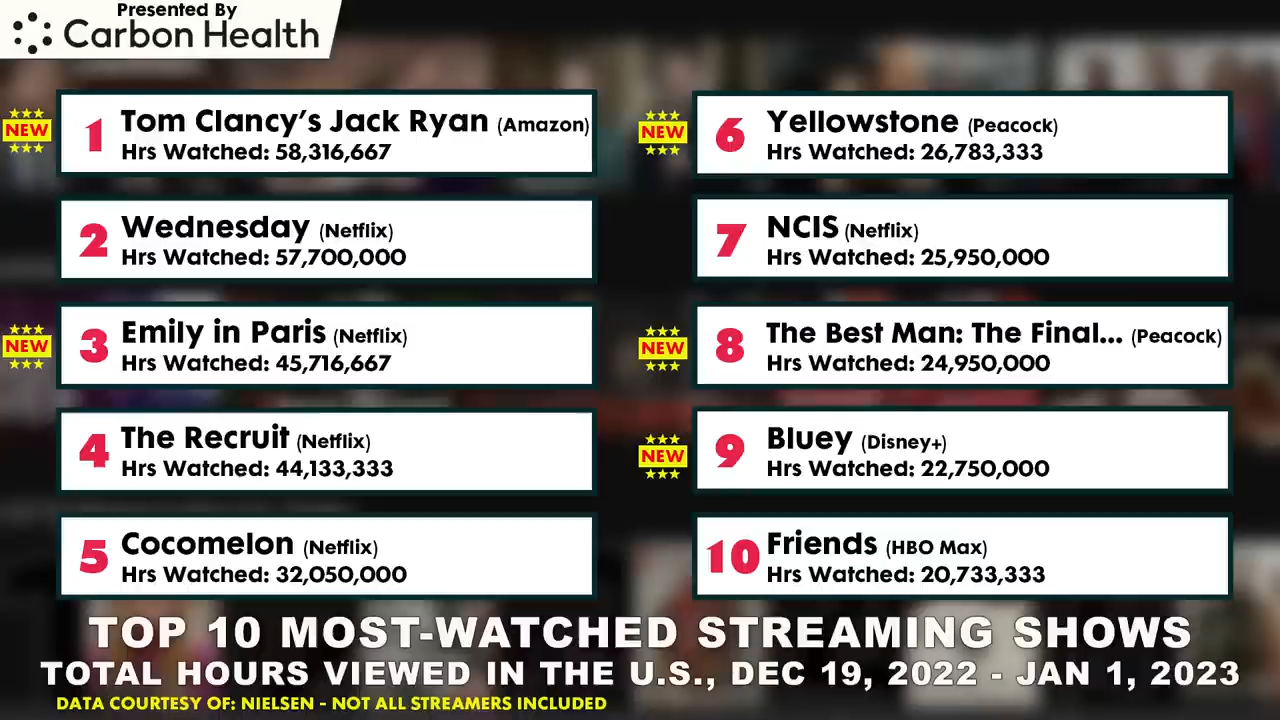 Presented By
Carbon Health
NEW
1
Tom Clancy's Jack Ryan (Amazon)
Hrs Watched: 58,316,667
2
Wednesday (Netflix)
Hrs Watched: 57,700,000
NEW
3
Emily in Paris (Netflix)
Hrs Watched: 45,716,667
4
The Recruit (Netflix)
Hrs Watched: 44,133,333
5
Cocomelon (Netflix)
Hrs Watched: 32,050,000
NEW
6
Yellowstone (Peacock)
Hrs Watched: 26,783,333
7
NCIS (Netflix)
Hrs Watched: 25,950,000
NEW
8
The Best Man: The Final... (Peacock)
Hrs Watched: 24,950,000
NEW
9
Bluey (Disney+)
Hrs Watched: 22,750,000
10
Friends (HBO Max)
Hrs Watched: 20,733,333
TOP 10 MOST-WATCHED STREAMING SHOWS
TOTAL HOURS VIEWED IN THE U.S., DEC 19, 2022 - JAN 1, 2023
DATA COURTESY OF: NIELSEN - NOT ALL STREAMERS INCLUDED